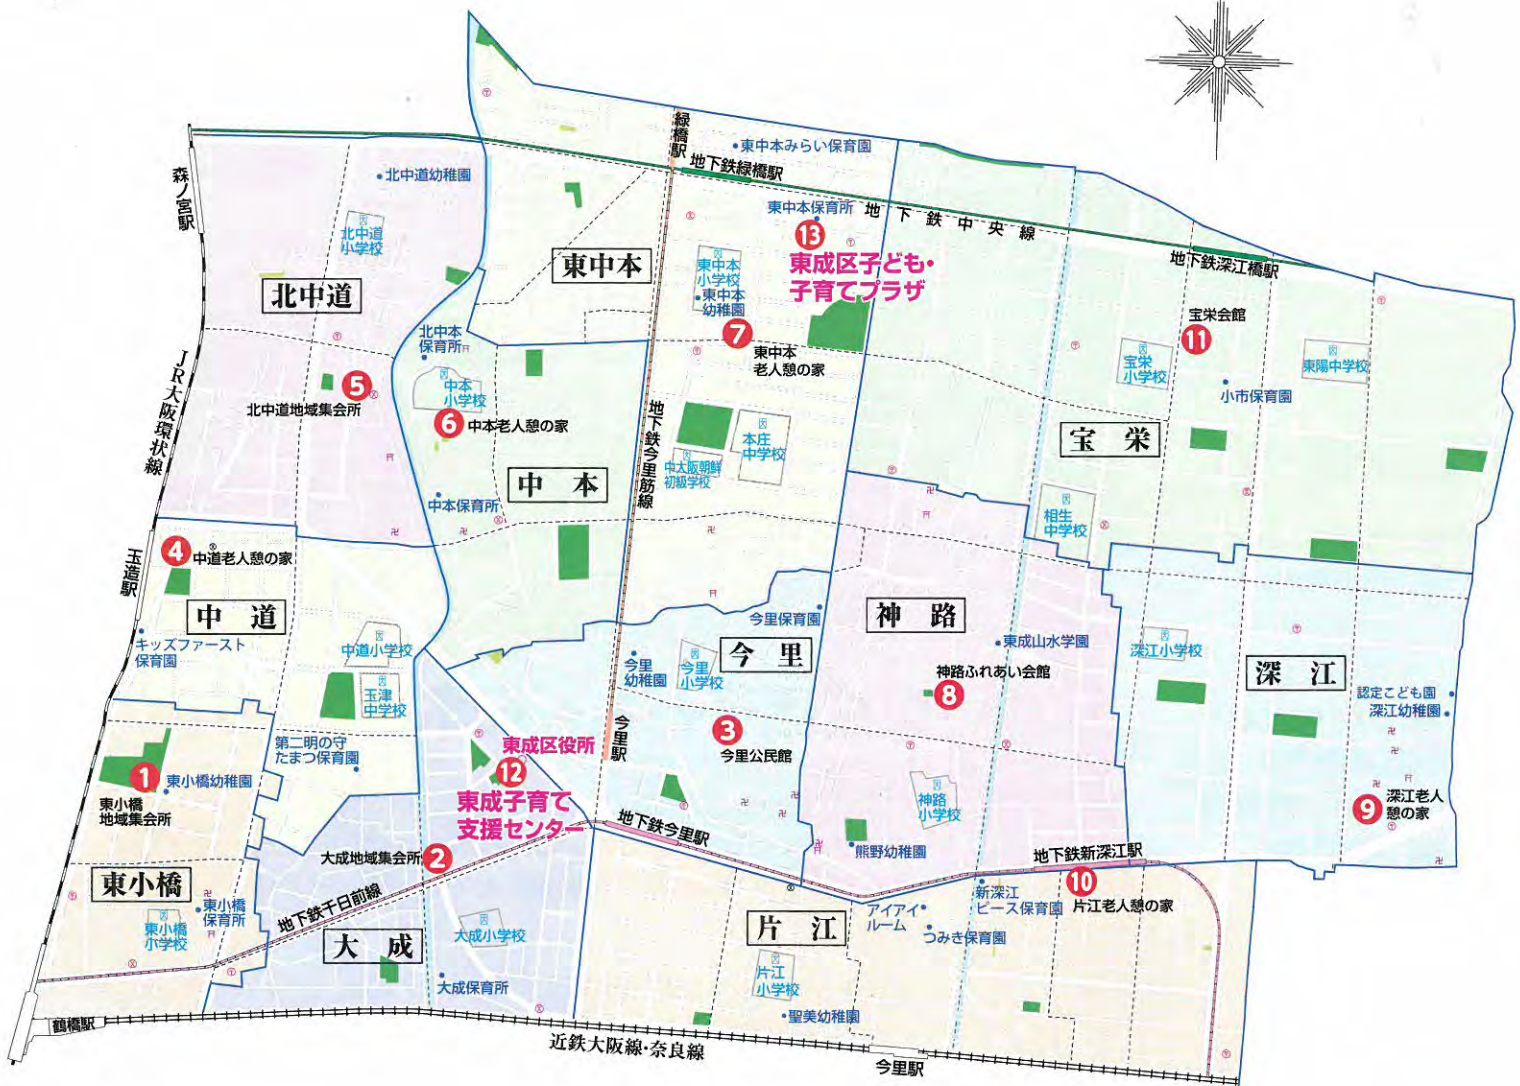 緑橋駅
東中本みらい保育園
地下鉄緑橋駅
森ノ宮駅
北中道幼稚園
東中本保育所
地下鉄中央線
北中道
小学校
13
東成区子ども・
子育てプラザ
東中本
東中本
小学校
東中本
幼稚園
地下鉄深江橋駅
北中道
7
東中本
老人憩の家
宝栄会館
11
宝栄
小学校
東陽中学校
小市保育園
北中本
保育所
JR大阪環状線
5
北中道地域集会所
中本
小学校
6
中本老人憩の家
地下鉄今里筋線
本庄
中学校
中大阪朝鮮
初級学校
宝栄
中本
中本保育所
相生
中学校
4
中道老人憩の家
玉造駅
中道
キッズファースト
保育園
中道小学校
玉津
中学校
今里保育園
今里
今里
幼稚園
今里
小学校
神路
東成山水学園
神路ふれあい会館
8
深江小学校
深江
認定こども園
深江幼稚園
第二明の守
たまつ保育園
東成区役所
12
東成子育て
支援センター
今里駅
3
今里公民館
1
東小橋幼稚園
東小橋
地域集会所
神路
小学校
9
深江老人
憩の家
大成地域集会所
2
地下鉄今里駅
熊野幼稚園
地下鉄新深江駅
10
片江老人憩の家
東小橋
東小橋
保育所
東小橋
小学校
地下鉄千日前線
大成
大成小学校
大成保育所
片江
アイアイ
ルーム
新深江
ピース保育園
つみき保育園
片江
小学校
聖美幼稚園
鶴橋駅
近鉄大阪線・奈良線
今里駅